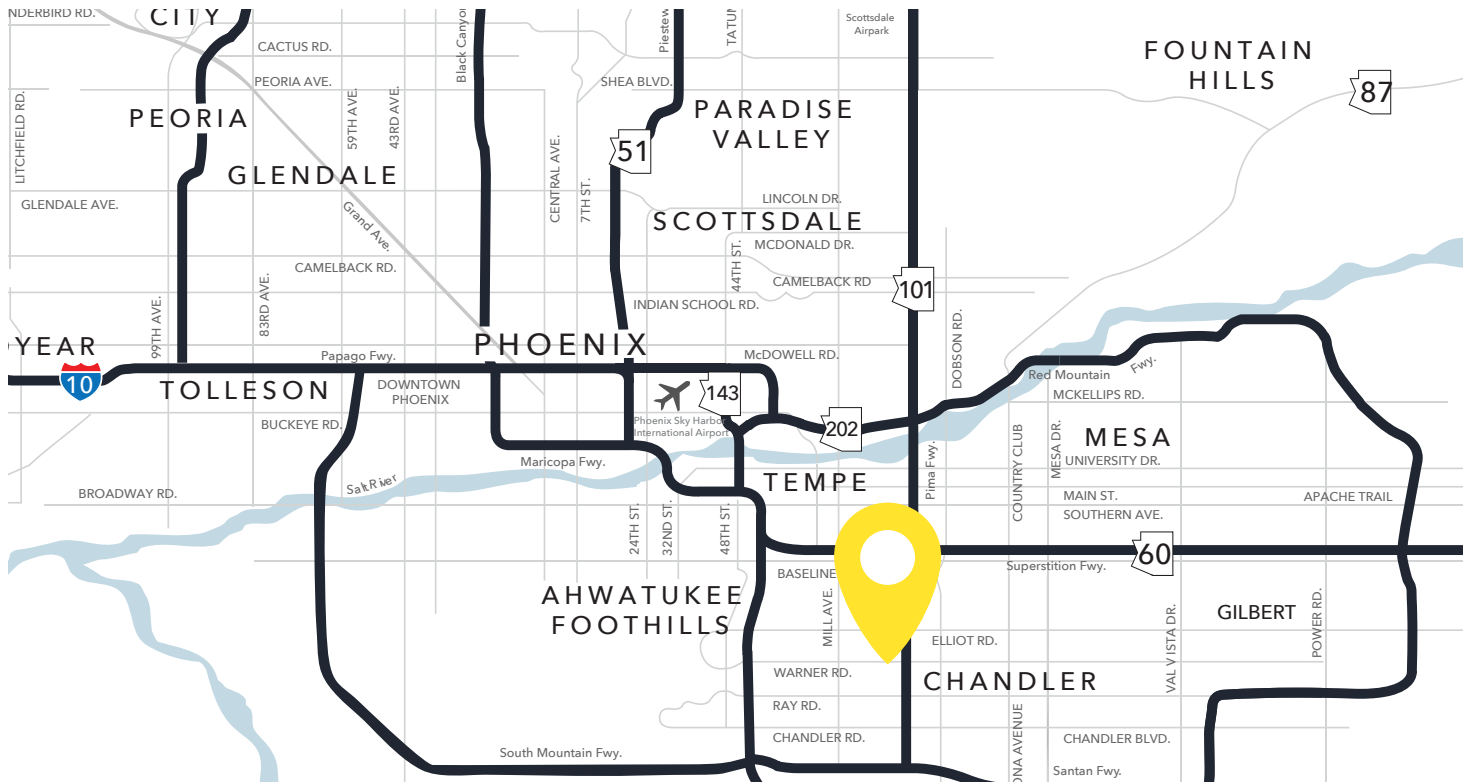 NDERBIRD RD.
CITY
CACTUS RD.
Black Canyo
Piestew
TATUM
Scottsdale
Airpark
FOUNTAIN
HILLS
PEORIA AVE.
SHEA BLVD.
87
LITCHFIELD RD.
PEORIA
59TH AVE.
43RD AVE.
PARADISE
VALLEY
51
GLENDALE
CENTRAL AVE.
7TH ST.
GLENDALE AVE.
Grand Ave.
LINCOLN DR.
SCOTTSDALE
MCDONALD DR.
44TH ST.
CAMELBACK RD.
CAMELBACK RD
101
83RD AVE.
99TH AVE.
INDIAN SCHOOL RD.
DOBSON RD.
YEAR
PHOENIX
Papago Fwy.
McDOWELL RD.
Red Mountain
Fwy.
10
TOLLESON
DOWNTOWN
PHOENIX
143
MCKELLIPS RD.
BUCKEYE RD.
Phoenix Sky Harbor
International Airport
202
COUNTRY CLUB
MESA DR.
MESA
UNIVERSITY DR.
Maricopa Fwy.
Pima Fwy.
Salt River
BROADWAY RD.
TEMPE
MAIN ST.
APACHE TRAIL
SOUTHERN AVE.
24TH ST.
32ND ST.
48TH ST.
60
Superstition Fwy.
BASELINE
AHWATUKEE
FOOTHILLS
MILL AVE.
VAL VISTA DR.
GILBERT
POWER RD.
ELLIOT RD.
WARNER RD.
CHANDLER
RAY RD.
CHANDLER RD.
ONA AVENUE
CHANDLER BLVD.
South Mountain Fwy.
Santan Fwy.